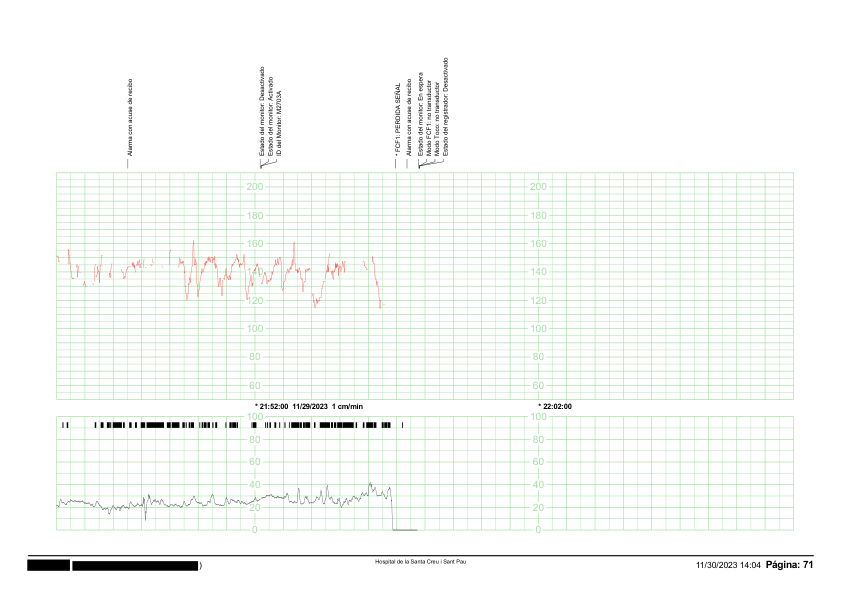 Alarma con acuse de recibo
Estado del monitor: Desactivado
Estado del monitor: Activado
ID del Monitor: M2703A
* FCF1: PERDIDA SEÑAL
Alarma con acuse de recibo
Estado del monitor: En espera
Modo FCF1: no transductor
Modo Toco: no transductor
Estado del registrador: Desactivado
200 200
180 180
160 160
140 140
120 120
100 100
80 80
60 60
* 21:52:00 11/29/2023 1 cm/min * 22:02:00
100 100
80 80
60 60
40 40
20 20
0 0
)
Hospital de la Santa Creu i Sant Pau
11/30/2023 14:04 Página: 71